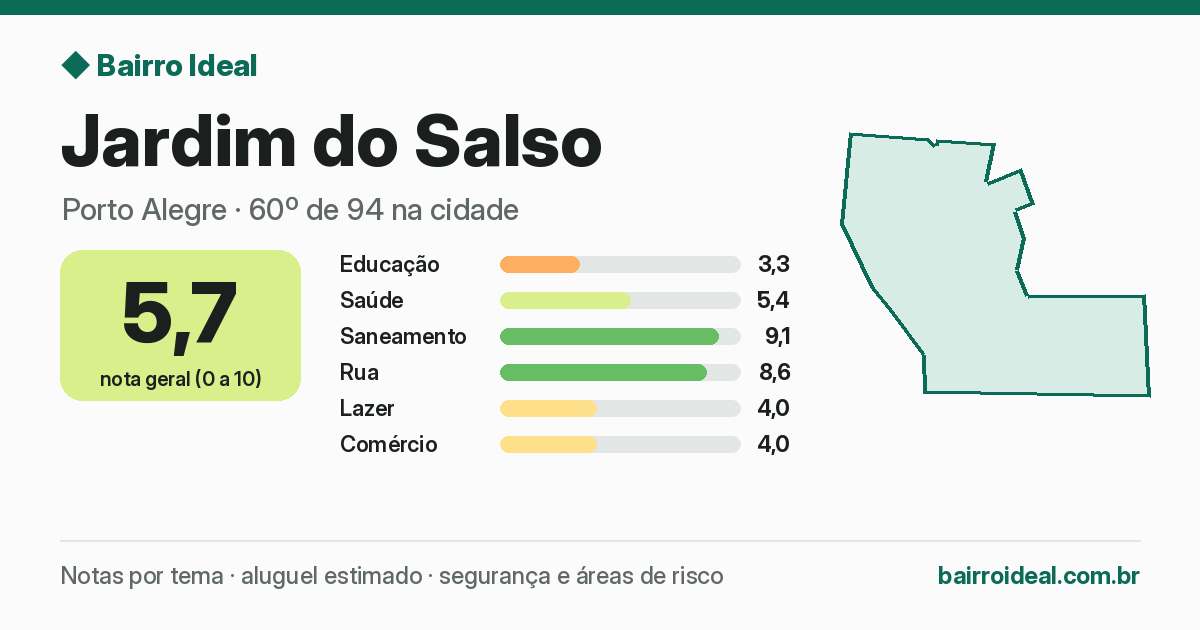 Bairro Ideal
Jardim do Salso
Porto Alegre · 60º de 94 na cidade
5,7
nota geral (0 a 10)
Educação 3,3
Saúde 5,4
Saneamento 9,1
Rua 8,6
Lazer 4,0
Comércio 4,0
Notas por tema · aluguel estimado · segurança e áreas de risco
bairroideal.com.br